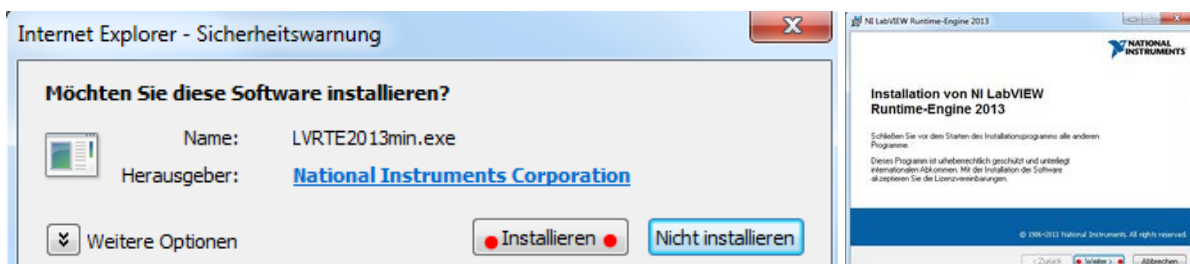 Internet Explorer - Sicherheitswarnung
Möchten Sie diese Software installieren?
Name: LVRTE2013min.exe
Herausgeber: National Instruments Corporation
Weitere Optionen
Installieren
Nicht installieren
NI LabVIEW Runtime-Engine 2013
NATIONAL
INSTRUMENTS
Installation von NI LabVIEW
Runtime-Engine 2013
Schließen Sie vor dem Starten des Installationsprogramms alle anderen
Programme.
Dieses Programm ist urheberrechtlich geschützt und unterliegt
internationalen Abkommen. Mit der Installation der Software
akzeptieren Sie die Lizenzvereinbarungen.
© 1986-2013 National Instruments. All rights reserved.
< Zurück
Weiter >
Abbrechen